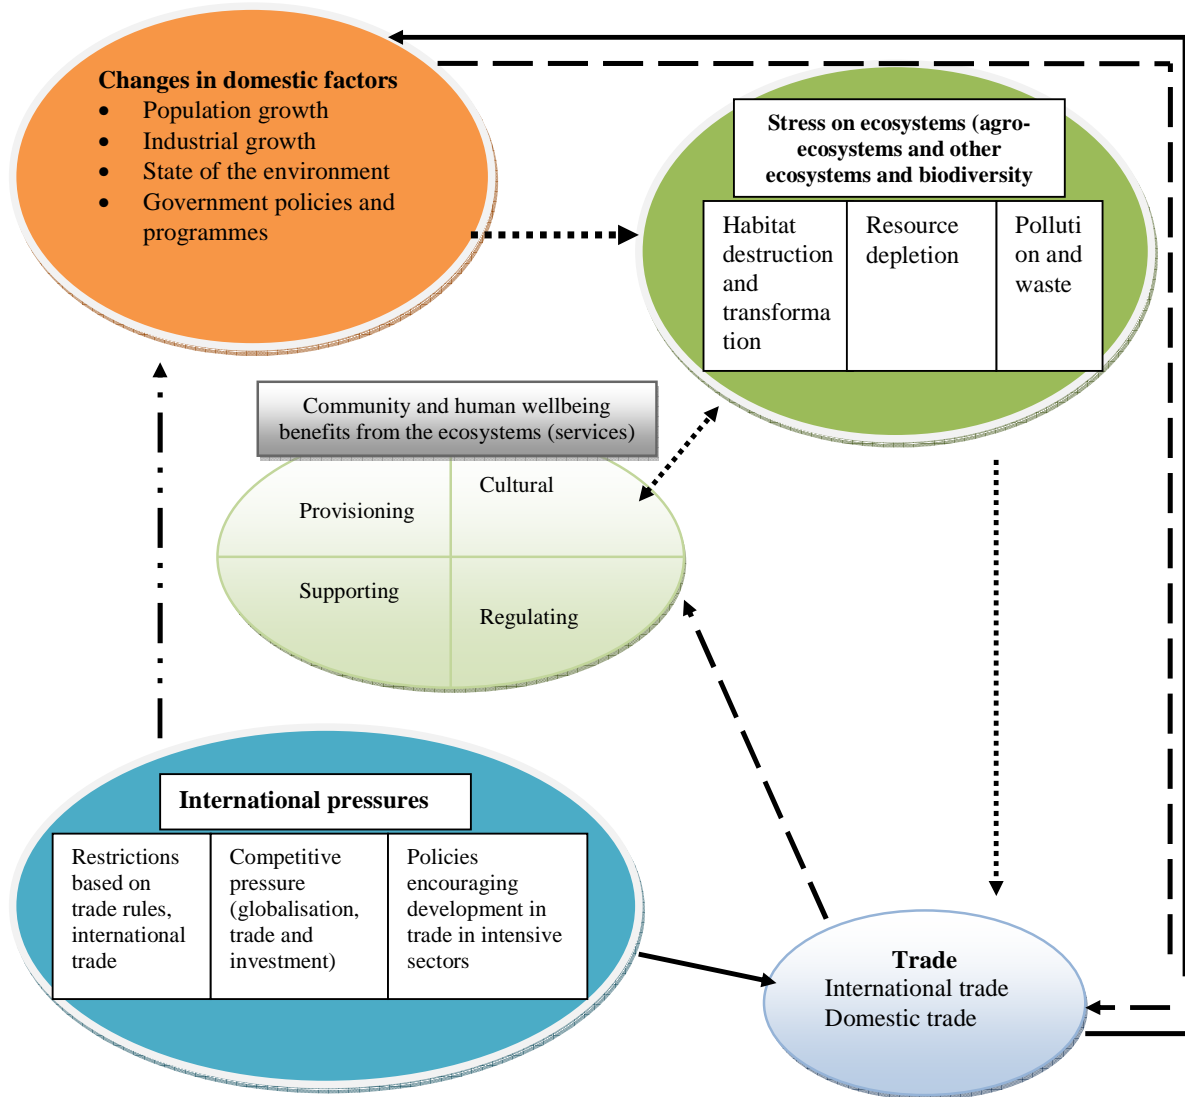 Changes in domestic factors
• Population growth
• Industrial growth
• State of the environment
• Government policies and
programmes
Stress on ecosystems (agro-
ecosystems and other
ecosystems and biodiversity
Habitat
destruction
and
transforma
tion
Resource
depletion
Polluti
on and
waste
Community and human wellbeing
benefits from the ecosystems (services)
Provisioning
Cultural
Supporting
Regulating
International pressures
Restrictions
based on
trade rules,
international
trade
Competitive
pressure
(globalisation,
trade and
investment)
Policies
encouraging
development in
trade in intensive
sectors
Trade
International trade
Domestic trade